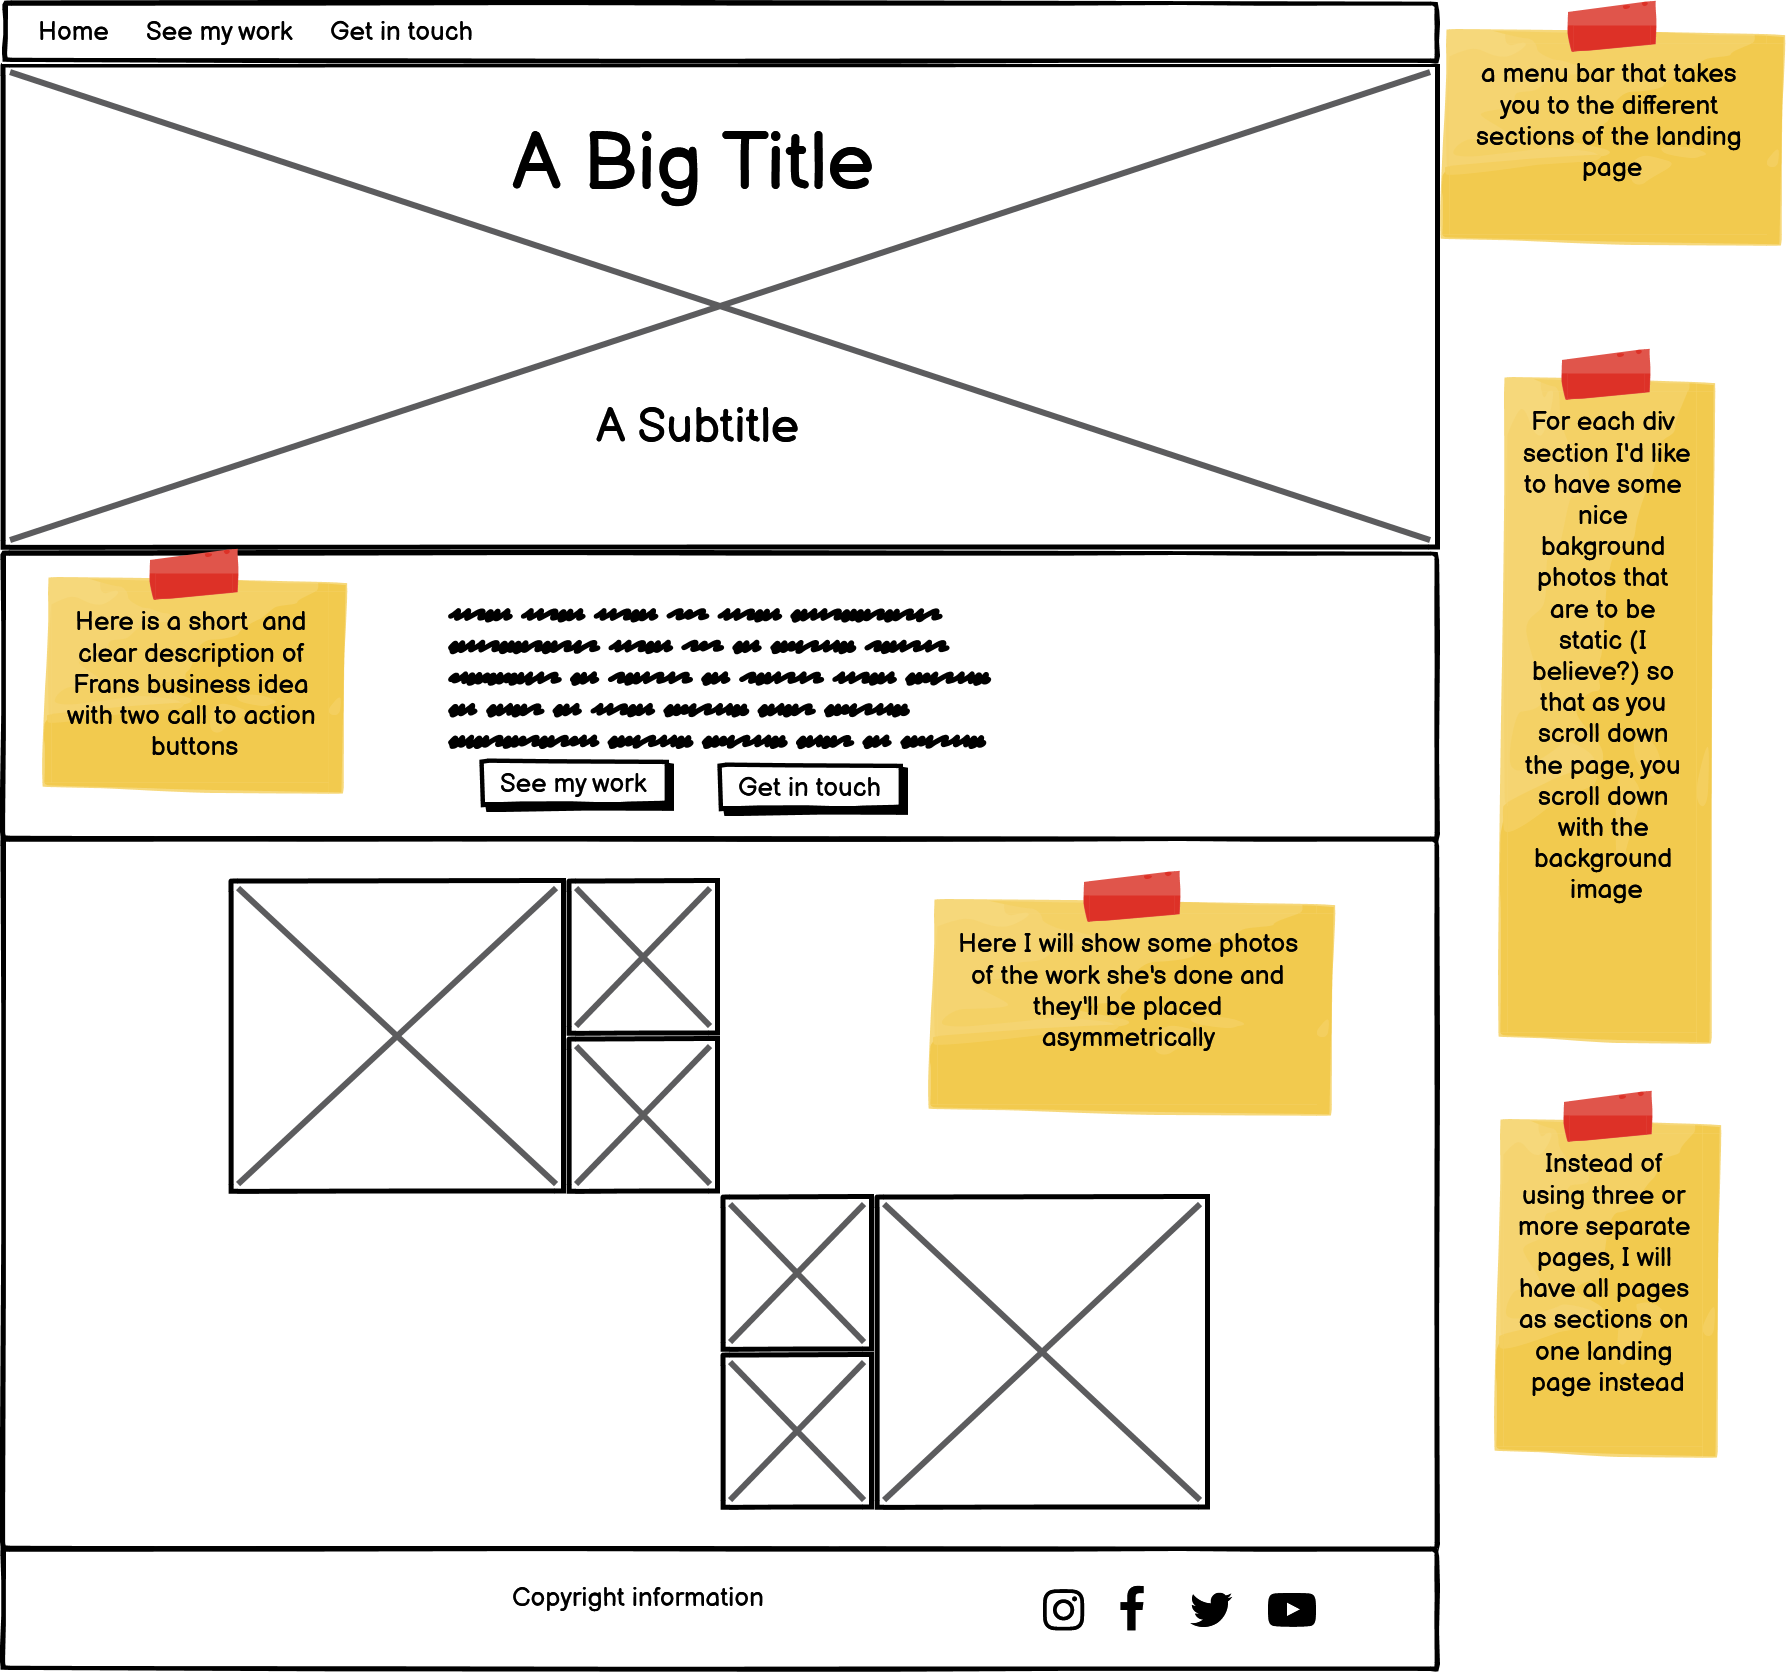 Home See my work Get in touch
a menu bar that takes
you to the different
sections of the landing
page
A Big Title
A Subtitle
For each div
section I'd like
to have some
nice
bakground
photos that
are to be
static (I
believe?) so
that as you
scroll down
the page, you
scroll down
with the
background
image
Here is a short and
clear description of
Frans business idea
with two call to action
buttons
See my work
Get in touch
Here I will show some photos
of the work she's done and
they'll be placed
asymmetrically
Instead of
using three or
more separate
pages, I will
have all pages
as sections on
one landing
page instead
Copyright information